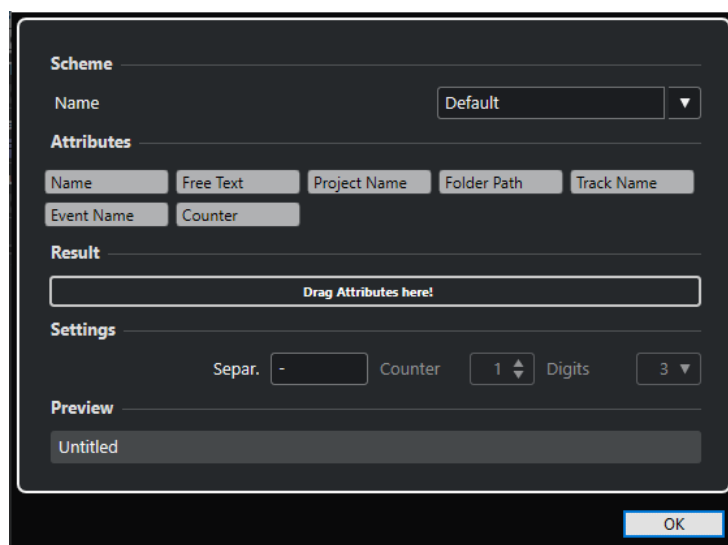 Scheme
Name Default
Attributes
Name Free Text Project Name Folder Path Track Name
Event Name Counter
Result
Drag Attributes here!
Settings
Separ. - Counter 1 Digits 3
Preview
Untitled
OK